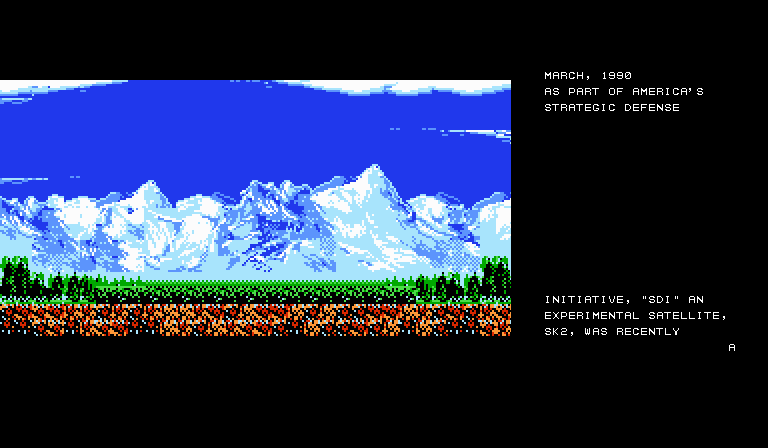 MARCH, 1990
AS PART OF AMERICA'S
STRATEGIC DEFENSE
INITIATIVE, "SDI" AN
EXPERIMENTAL SATELLITE,
SK2, WAS RECENTLY
A